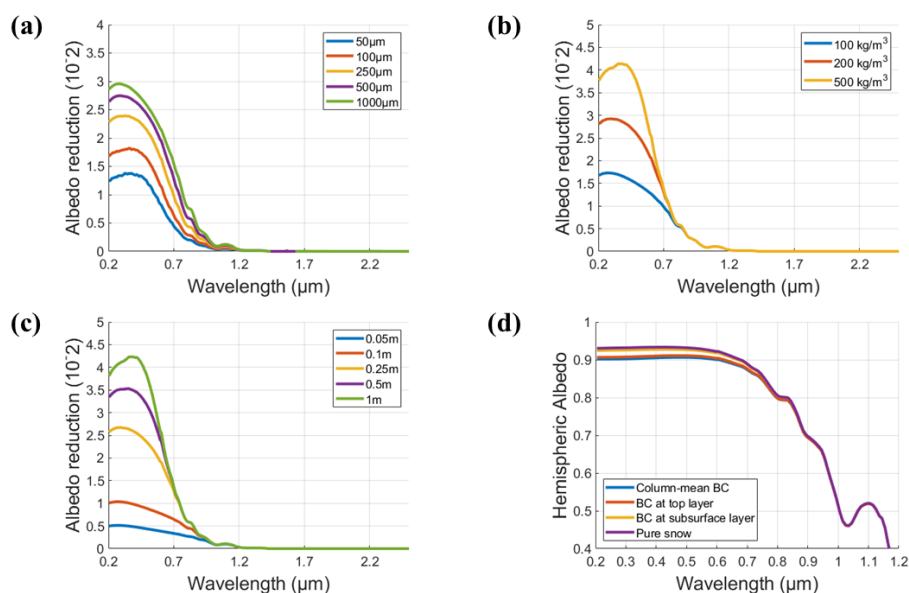 (a)
Albedo reduction (10^-2)
4
3.5
3
2.5
2
1.5
1
0.5
0
0.2
0.7
1.2
1.7
2.2
Wavelength (μm)
50μm
100μm
250μm
500μm
1000μm
(b)
Albedo reduction (10^-2)
5
4.5
4
3.5
3
2.5
2
1.5
1
0.5
0
0.2
0.7
1.2
1.7
2.2
Wavelength (μm)
100 kg/m³
200 kg/m³
500 kg/m³
(c)
Albedo reduction (10^-2)
5
4.5
4
3.5
3
2.5
2
1.5
1
0.5
0
0.2
0.7
1.2
1.7
2.2
Wavelength (μm)
0.05m
0.1m
0.25m
0.5m
1m
(d)
Hemispheric Albedo
1
0.9
0.8
0.7
0.6
0.5
0.4
0.2
0.3
0.4
0.5
0.6
0.7
0.8
0.9
1
1.1
1.2
Wavelength (μm)
Column-mean BC
BC at top layer
BC at subsurface layer
Pure snow